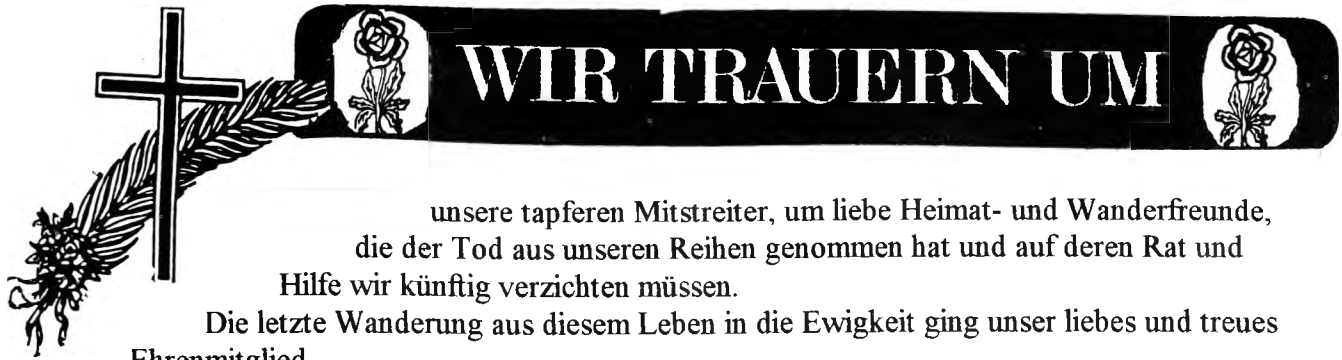 WIR TRAUERN UM
unsere tapferen Mitstreiter, um liebe Heimat- und Wanderfreunde,
die der Tod aus unseren Reihen genommen hat und auf deren Rat und
Hilfe wir künftig verzichten müssen.
Die letzte Wanderung aus diesem Leben in die Ewigkeit ging unser liebes und treues
Ehrenmitglied